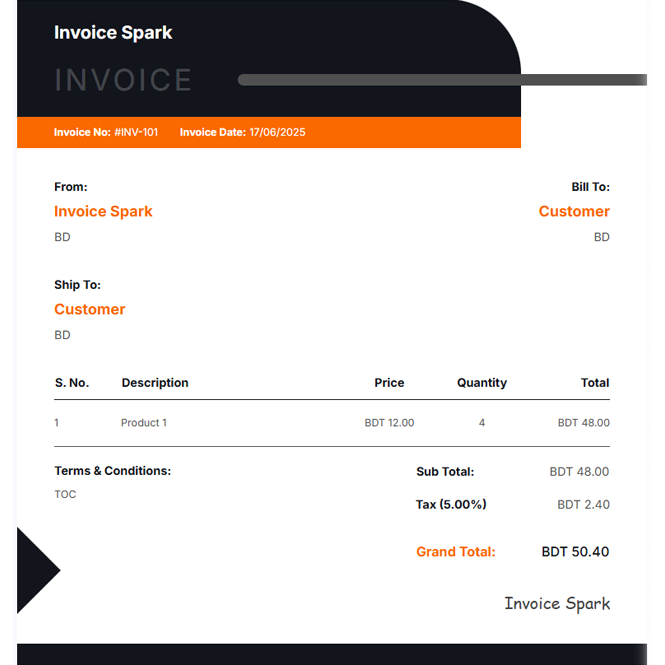 Invoice Spark
INVOICE
Invoice No: #INV-101 Invoice Date: 17/06/2025
From: Bill To:
Invoice Spark Customer
BD BD
Ship To:
Customer
BD
S. No. Description Price Quantity Total
1 Product 1 BDT 12.00 4 BDT 48.00
Terms & Conditions: Sub Total: BDT 48.00
TOC
Tax (5.00%) BDT 2.40
Grand Total: BDT 50.40
Invoice Spark